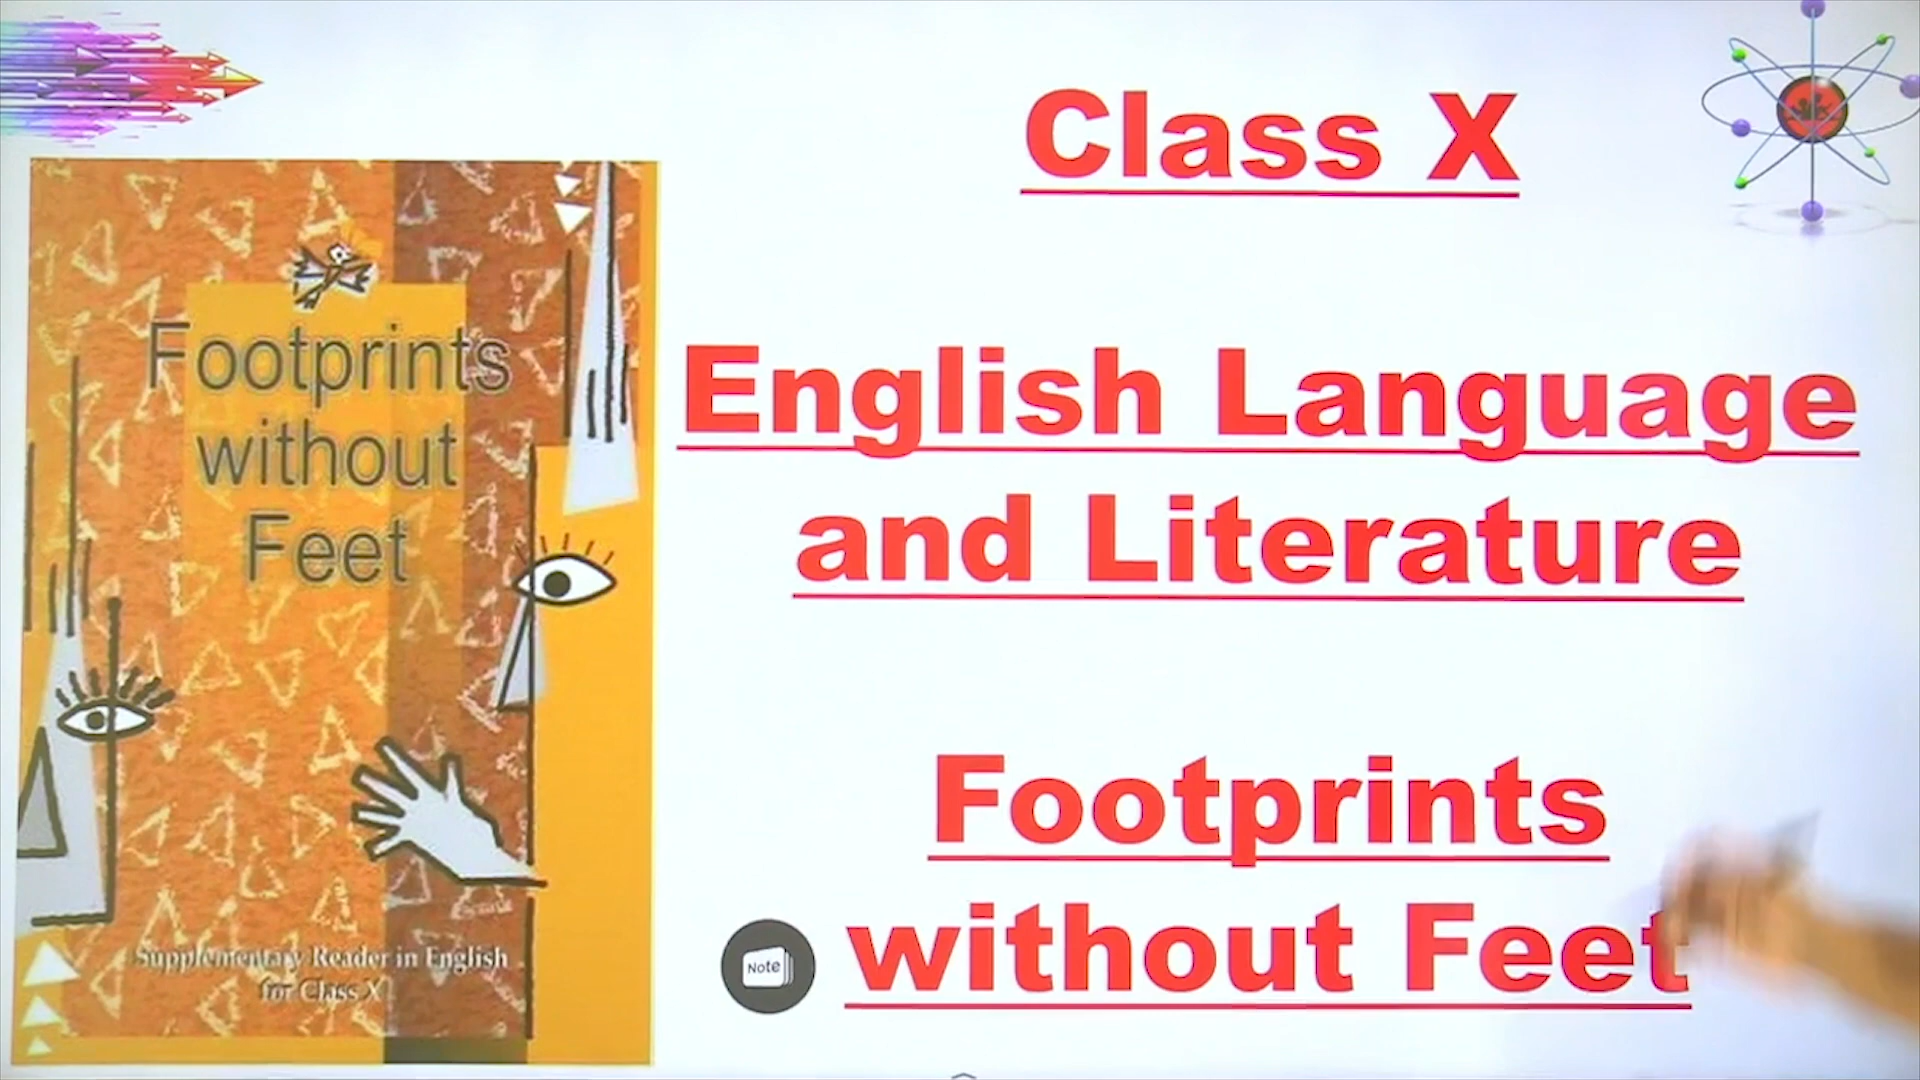 Class X
English Language
and Literature
Footprints
without Feet
Footprints
without
Feet
Supplementary Reader in English
for Class X
Note